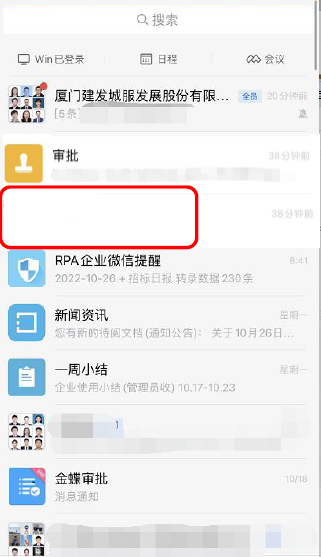 搜索
Win已登录 日程 会议
厦门建发城服发展股份有限… 全员 20分钟前
[5条]
审批 38分钟前
38分钟前
RPA企业微信提醒 8:41
2022-10-26 + 招标日报·转录数据230条
新闻资讯 星期一
您有新的待阅文档 (通知公告): 关于10月26日…
一周小结 星期一
企业使用小结 (管理员收) 10.17-10.23
金蝶审批 10/18
消息通知